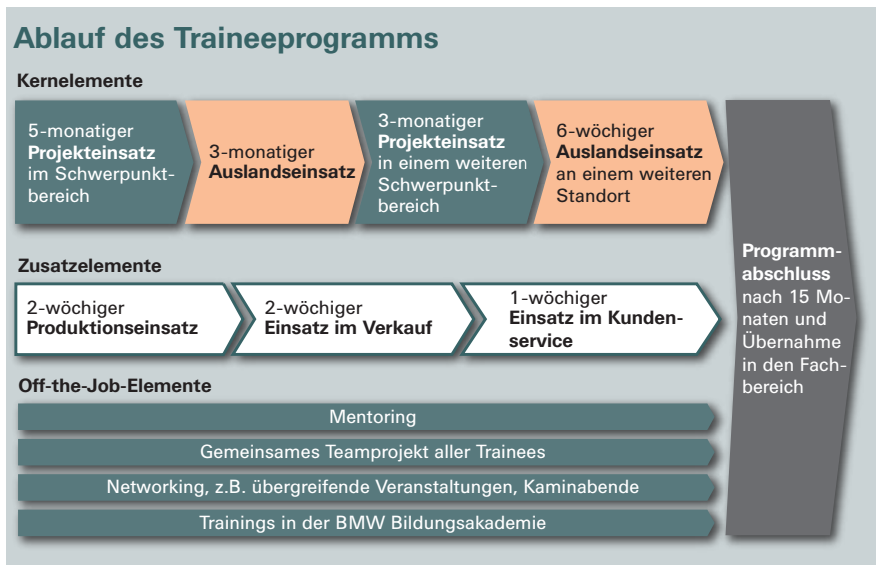 Ablauf des Traineeprogramms
Kernelemente
5-monatiger
Projekteinsatz
im Schwerpunkt-
bereich
3-monatiger
Auslandseinsatz
3-monatiger
Projekteinsatz
in einem weiteren
Schwerpunkt-
bereich
6-wöchiger
Auslandseinsatz
an einem weiteren
Standort
Zusatzelemente
2-wöchiger
Produktionseinsatz
2-wöchiger
Einsatz im Verkauf
1-wöchiger
Einsatz im Kunden-
service
Off-the-Job-Elemente
Mentoring
Gemeinsames Teamprojekt aller Trainees
Networking, z.B. übergreifende Veranstaltungen, Kaminabende
Trainings in der BMW Bildungsakademie
Programm-
abschluss
nach 15 Mo-
naten und
Übernahme
in den Fach-
bereich